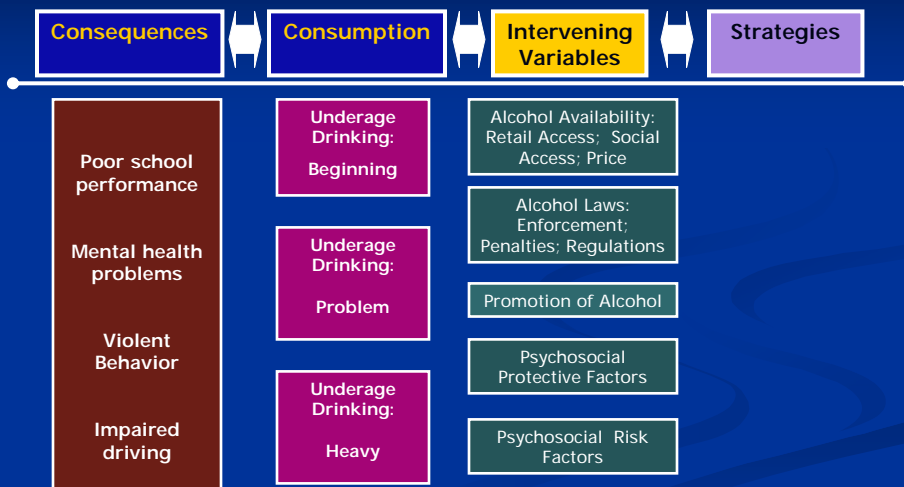 Consequences
Consumption
Intervening
Variables
Strategies
Poor school
performance
Mental health
problems
Violent
Behavior
Impaired
driving
Underage
Drinking:
Beginning
Underage
Drinking:
Problem
Underage
Drinking:
Heavy
Alcohol Availability:
Retail Access; Social
Access; Price
Alcohol Laws:
Enforcement;
Penalties; Regulations
Promotion of Alcohol
Psychosocial
Protective Factors
Psychosocial Risk
Factors